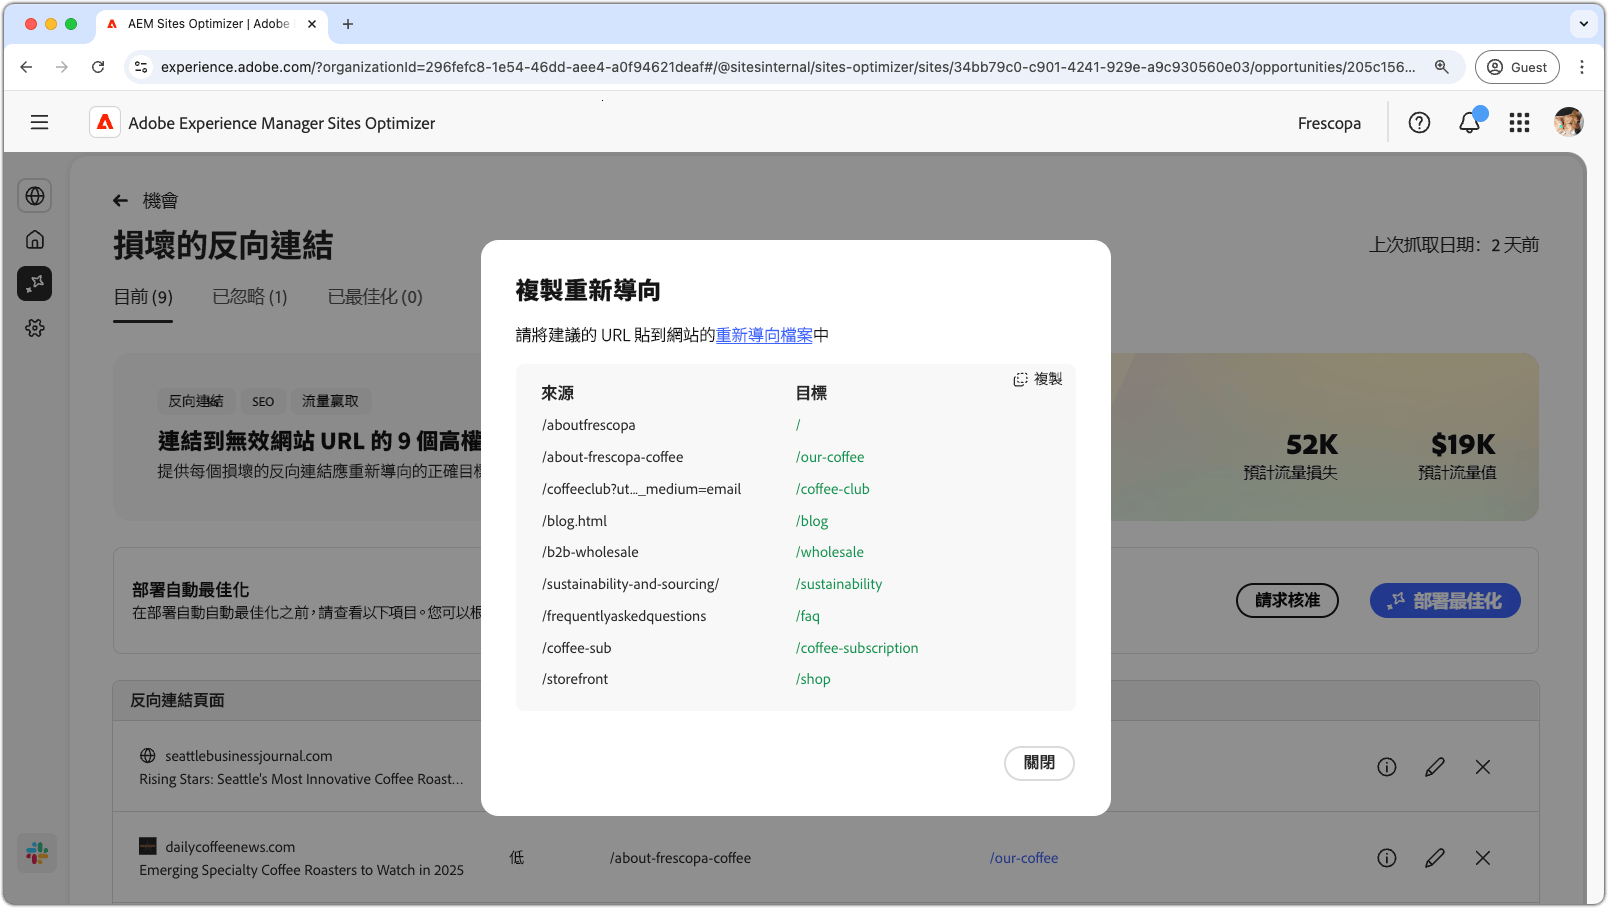 AEM Sites Optimizer | Adobe
experience.adobe.com/?organizationId=296fefc8-1e54-46dd-aee4-a0f94621deaf#/@sitesinternal/sites-optimizer/sites/34bb79c0-c901-4241-929e-a9c930560e03/opportunities/205c156...
Guest
Adobe Experience Manager Sites Optimizer
Frescopa
機會
損壞的反向連結
上次抓取日期：2 天前
目前 (9) 已忽略 (1) 已最佳化 (0)
反向連結 SEO 流量贏取
連結到無效網站 URL 的 9 個高權
提供每個損壞的反向連結應重新導向的正確目標
52K $19K
預計流量損失 預計流量值
部署自動最佳化
在部署自動自動最佳化之前，請查看以下項目。您可以根
請求核准 部署最佳化
反向連結頁面
seattlebusinessjournal.com
Rising Stars: Seattle's Most Innovative Coffee Roast...
dailycoffeenews.com
Emerging Specialty Coffee Roasters to Watch in 2025
低 /about-frescopa-coffee /our-coffee
複製重新導向
請將建議的 URL 貼到網站的重新導向檔案中
複製
來源 目標
/aboutfrescopa /
/about-frescopa-coffee /our-coffee
/coffeeclub?ut..._medium=email /coffee-club
/blog.html /blog
/b2b-wholesale /wholesale
/sustainability-and-sourcing/ /sustainability
/frequentlyaskedquestions /faq
/coffee-sub /coffee-subscription
/storefront /shop
關閉